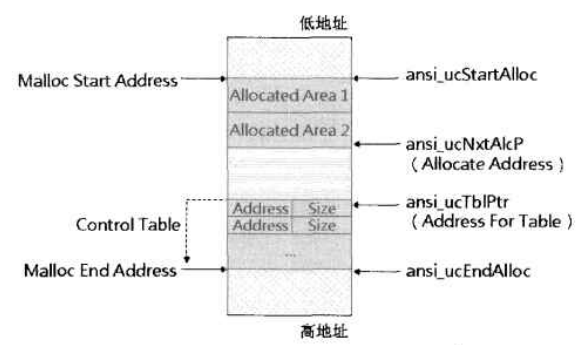 低地址
Malloc Start Address
ansi_ucStartAlloc
Allocated Area 1
Allocated Area 2
ansi_ucNxtAlcP
( Allocate Address )
...
ansi_ucTblPtr
( Address For Table )
Address Size
Address Size
Control Table
...
Malloc End Address
ansi_ucEndAlloc
高地址